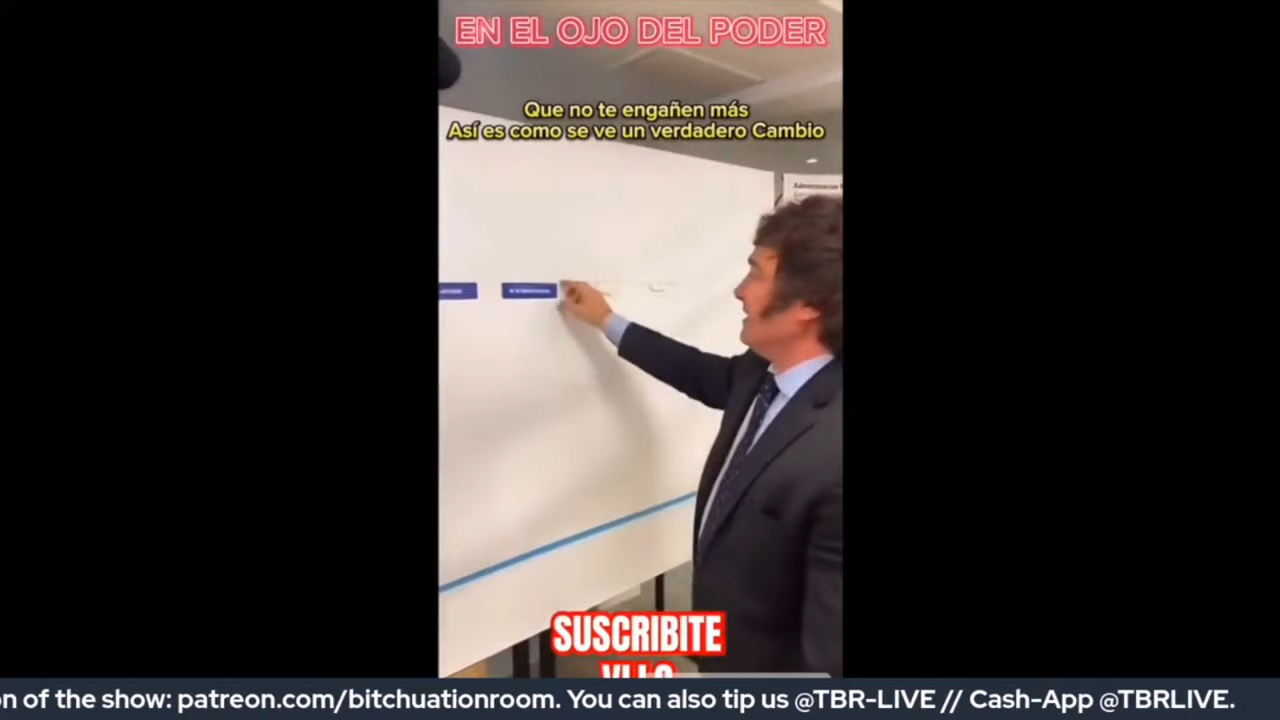 EN EL OJO DEL PODER
Que no te engañen más
Así es como se ve un verdadero Cambio
SUSCRIBITE
n of the show: patreon.com/bitchuationroom. You can also tip us @TBR-LIVE // Cash-App @TBRLIVE.